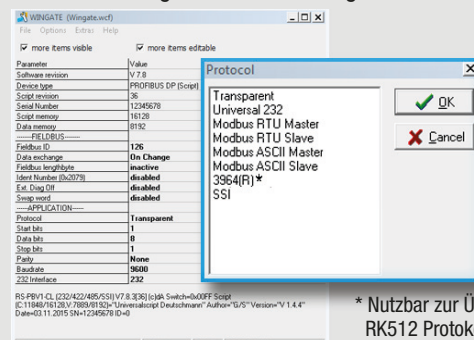 WINGATE (Wingate.wcf)
File Options Extras Help
more items visible more items editable
Parameter Value
Software revision V 7.8
Device type PROFIBUS DP (Script)
Script revision 36
Serial Number 12345678
Script memory 16128
Data memory 8192
-------FIELDBUS-------
Fieldbus ID 126
Data exchange On Change
Fieldbus lengthbyte inactive
Ident Number (0x2079) disabled
Ext. Diag Off disabled
Swap word disabled
-----APPLICATION-----
Protocol Transparent
Start bits 1
Data bits 8
Stop bits 1
Parity None
Baudrate 9600
232 Interface 232
RS-PBV1-CL (232/422/485/SSI) V7.8.3[36] (c)dA Switch=0x00FF Script
(C:11848/16128,V:7889/8192)="Universalscript Deutschmann" Author="G/S" Version="V 1.4.4"
Date=03.11.2015 SN=12345678 ID=0
Protocol
Transparent
Universal 232
Modbus RTU Master
Modbus RTU Slave
Modbus ASCII Master
Modbus ASCII Slave
3964(R)*
SSI
OK
Cancel
* Nutzbar zur
RK512